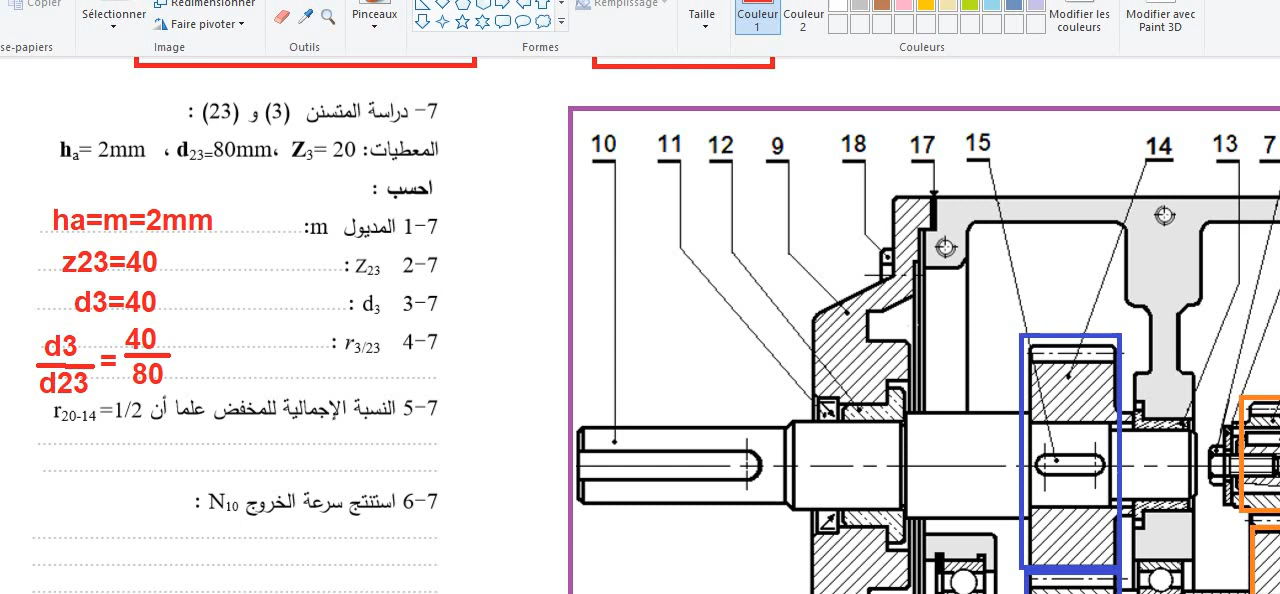 Copier
Sélectionner
Redimensionner
Faire pivoter
Pinceaux
Remplissage
Taille
Couleur 1
Couleur 2
Modifier les couleurs
Modifier avec Paint 3D
se-papiers
Image
Outils
Formes
Couleurs
7- دراسة المتسنن (3) و (23) :
المعطيات: Z3= 20 ،d23=80mm ، ha= 2mm
احسب :
7-1 المديول m: ha=m=2mm
7-2 Z23 : z23=40
7-3 d3 : d3=40
7-4 r3/23 : d3/d23 = 40/80
7-5 النسبة الإجمالية للمخفض علما أن r20-14 =1/2
7-6 استنتج سرعة الخروج N10 :
10 11 12 9 18 17 15 14 13 7